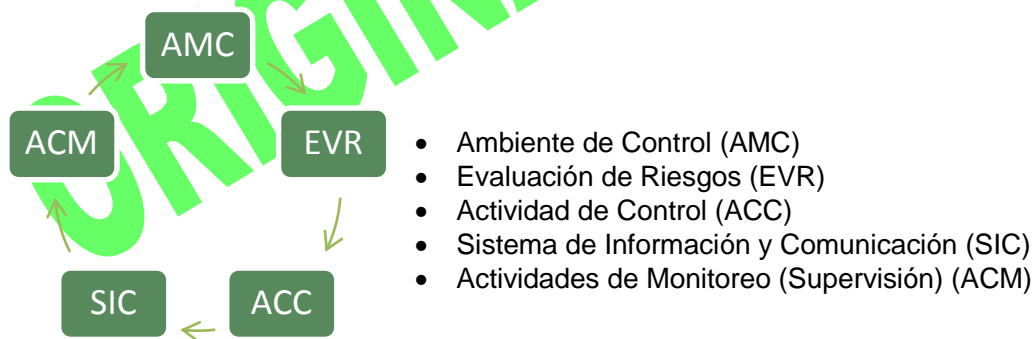 AMC
ACM
EVR
SIC
ACC
• Ambiente de Control (AMC)
• Evaluación de Riesgos (EVR)
• Actividad de Control (ACC)
• Sistema de Información y Comunicación (SIC)
• Actividades de Monitoreo (Supervisión) (ACM)